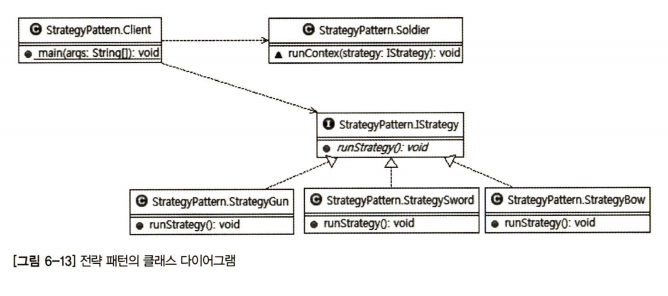 C StrategyPattern.Client
main(args: String[]): void
C StrategyPattern.Soldier
runContex(strategy: IStrategy): void
I StrategyPattern.IStrategy
runStrategy(): void
C StrategyPattern.StrategyGun
runStrategy(): void
C StrategyPattern.StrategySword
runStrategy(): void
C StrategyPattern.StrategyBow
runStrategy(): void
[그림 6-13] 전략 패턴의 클래스 다이어그램